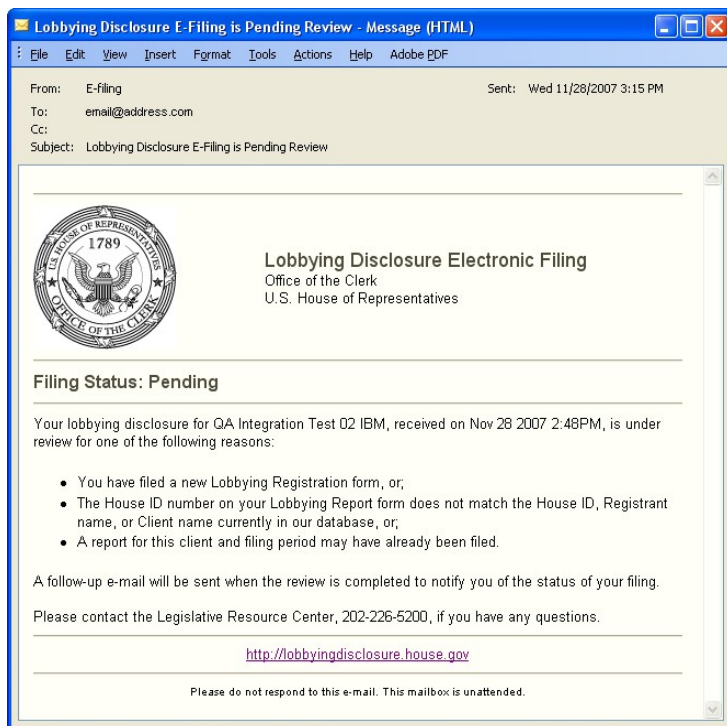 Lobbying Disclosure E-Filing is Pending Review - Message (HTML)
File Edit View Insert Format Tools Actions Help Adobe PDF
From: E-filing Sent: Wed 11/28/2007 3:15 PM
To: email@address.com
Cc:
Subject: Lobbying Disclosure E-Filing is Pending Review
U.S. HOUSE OF REPRESENTATIVES
1789
OFFICE OF THE CLERK
Lobbying Disclosure Electronic Filing
Office of the Clerk
U.S. House of Representatives
Filing Status: Pending
Your lobbying disclosure for QA Integration Test 02 IBM, received on Nov 28 2007 2:48PM, is under
review for one of the following reasons:
• You have filed a new Lobbying Registration form, or;
• The House ID number on your Lobbying Report form does not match the House ID, Registrant
name, or Client name currently in our database, or;
• A report for this client and filing period may have already been filed.
A follow-up e-mail will be sent when the review is completed to notify you of the status of your filing.
Please contact the Legislative Resource Center, 202-226-5200, if you have any questions.
http://lobbyingdisclosure.house.gov
Please do not respond to this e-mail. This mailbox is unattended.